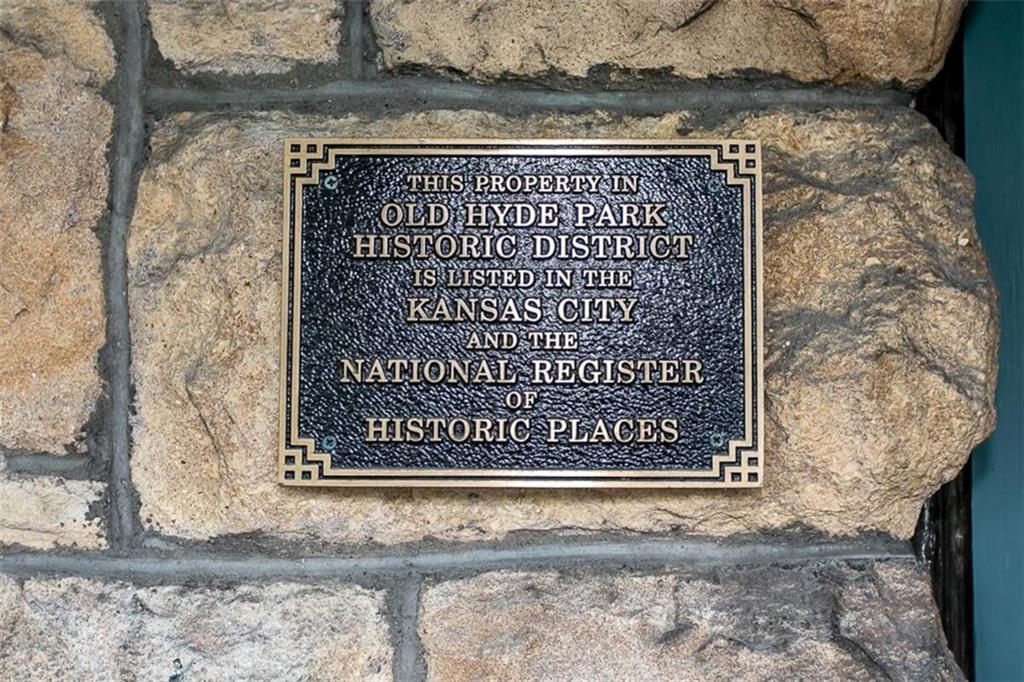 THIS PROPERTY IN
OLD HYDE PARK
HISTORIC DISTRICT
IS LISTED IN THE
KANSAS CITY
AND THE
NATIONAL REGISTER
OF
HISTORIC PLACES